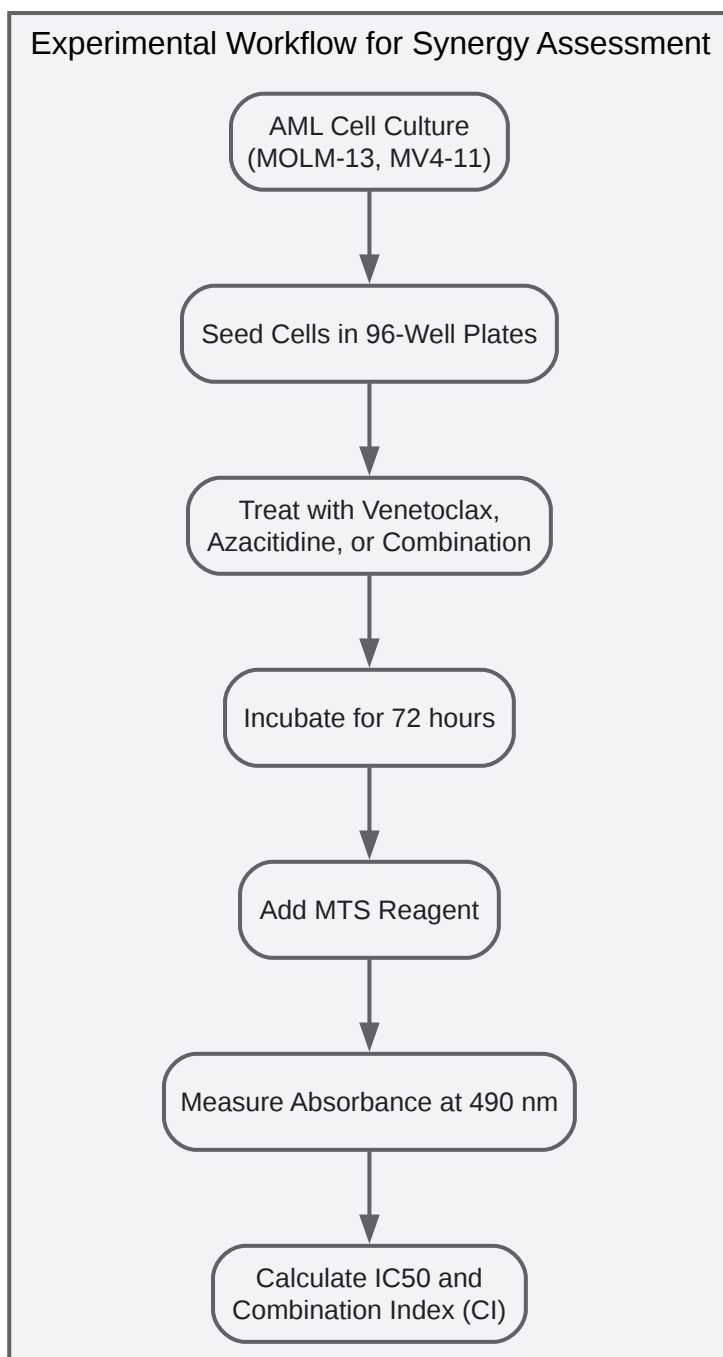 Experimental Workflow for Synergy Assessment
AML Cell Culture
(MOLM-13, MV4-11)
Seed Cells in 96-Well Plates
Treat with Venetoclax,
Azacitidine, or Combination
Incubate for 72 hours
Add MTS Reagent
Measure Absorbance at 490 nm
Calculate IC50 and
Combination Index (CI)